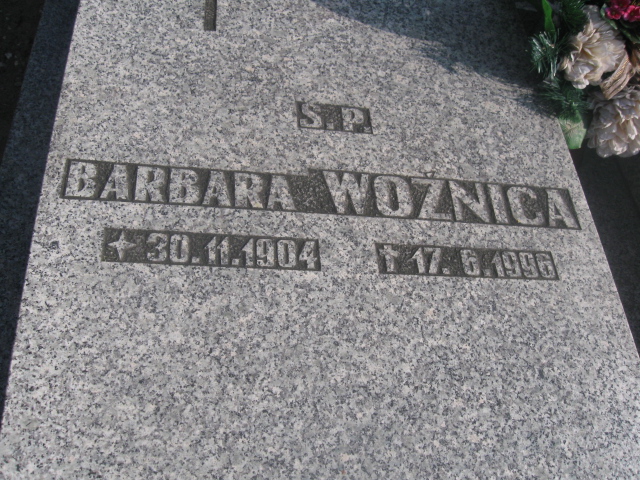 Ś.P.
BARBARA WOŹNICA
★ 30.11.1904 † 17.6.1996